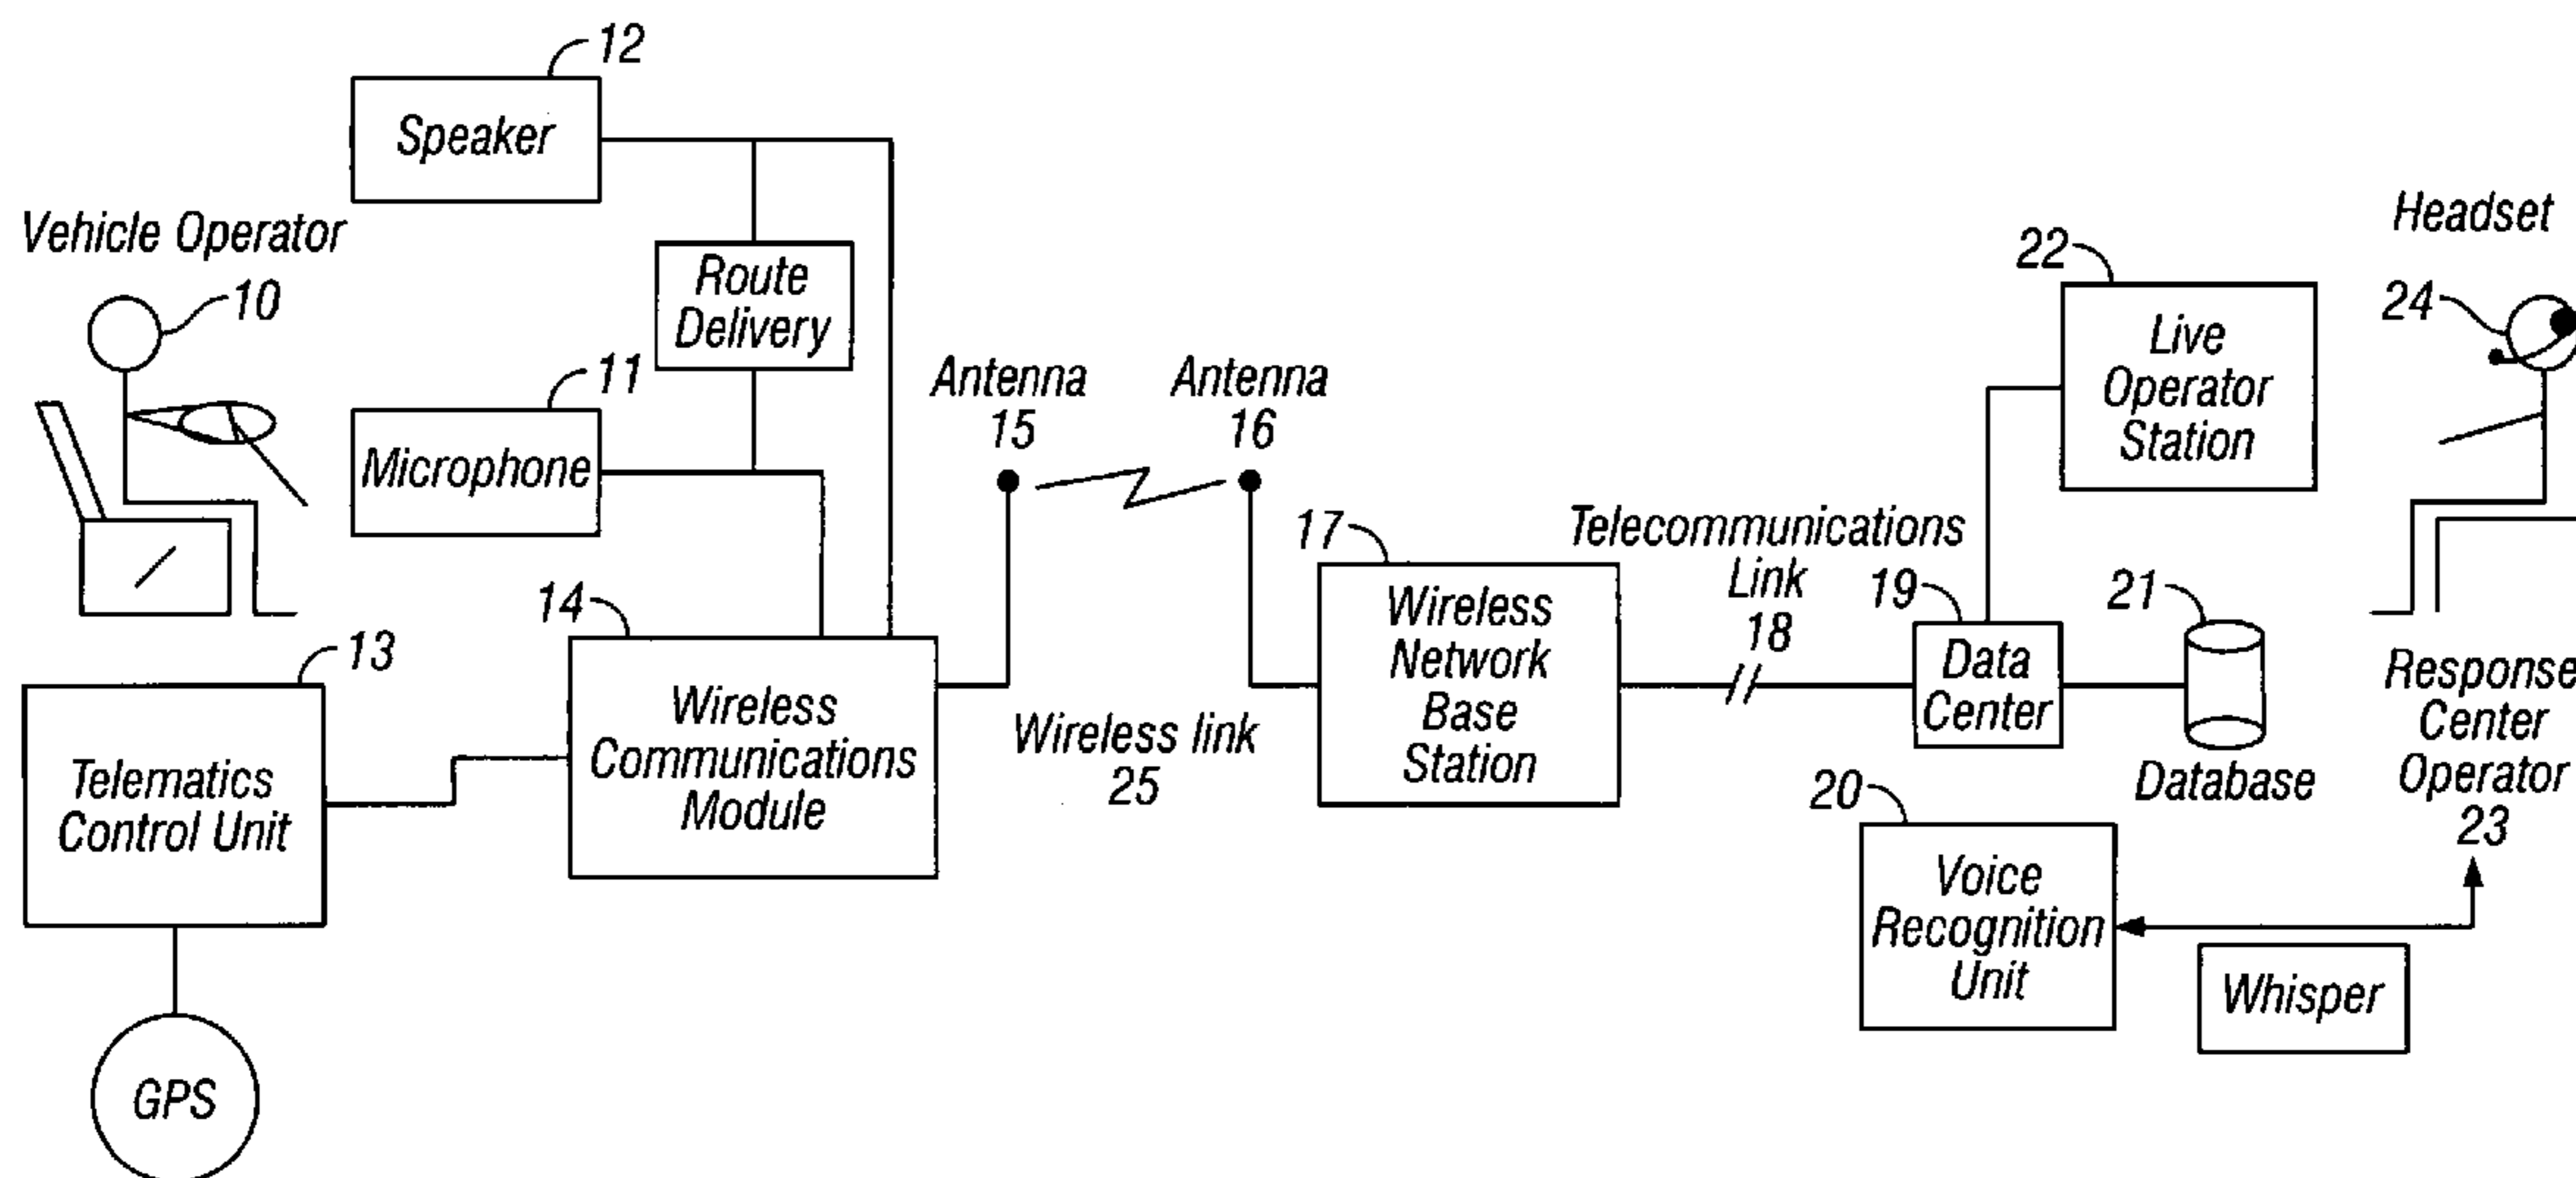 12
Speaker
Vehicle Operator
10
Route
Delivery
11
Microphone
Antenna
15
Antenna
16
Headset
22
24
Live
Operator
Station
17
Telecommunications
Link
18
19
21
14
13
Wireless
Network
Base
Station
Data
Center
Response
Center
Operator
23
Wireless
Communications
Module
Wireless link
25
Telematics
Control Unit
Database
20
Voice
Recognition
Unit
Whisper
GPS